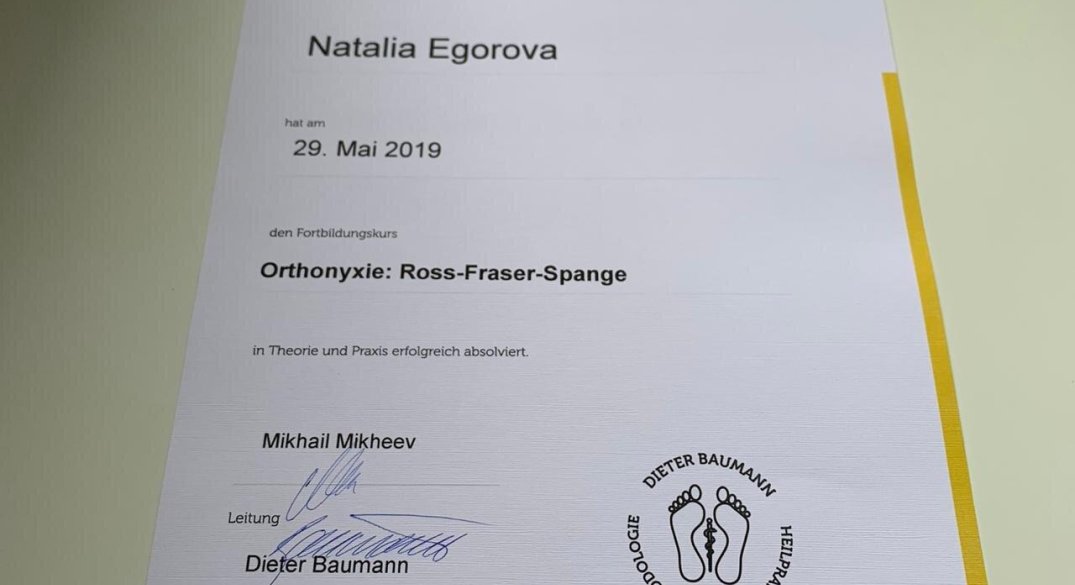 Natalia Egorova
hat am
29. Mai 2019
den Fortbildungskurs
Orthonyxie: Ross-Fraser-Spange
in Theorie und Praxis erfolgreich absolviert.
Mikhail Mikheev
Leitung
Dieter Baumann
DIETER BAUMANN